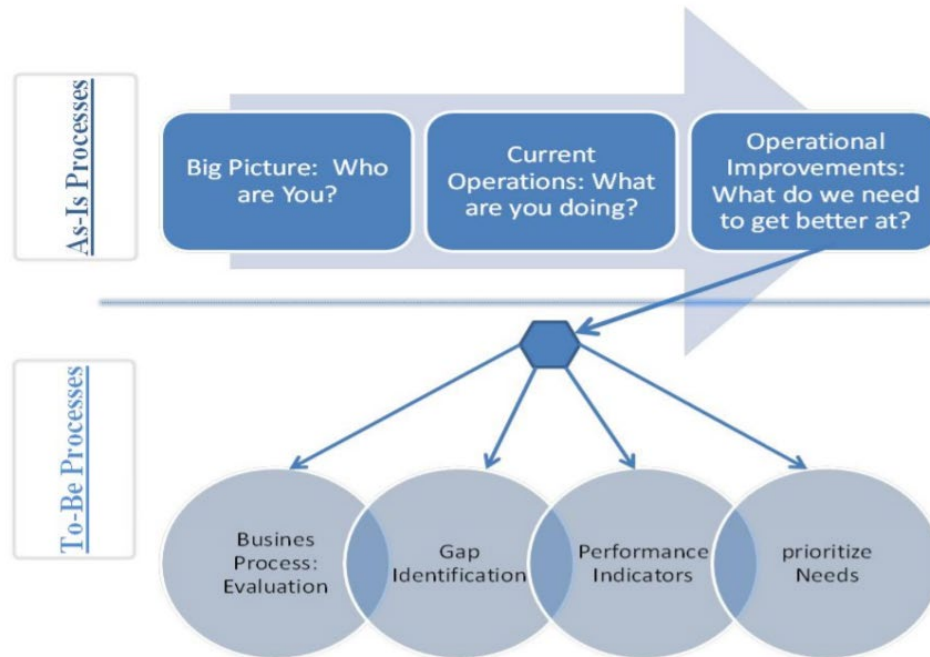 As-Is Processes
Big Picture: Who
are You?
Current
Operations: What
are you doing?
Operational
Improvements:
What do we need
to get better at?
To-Be Processes
Busines
Process:
Evaluation
Gap
Identification
Performance
Indicators
prioritize
Needs